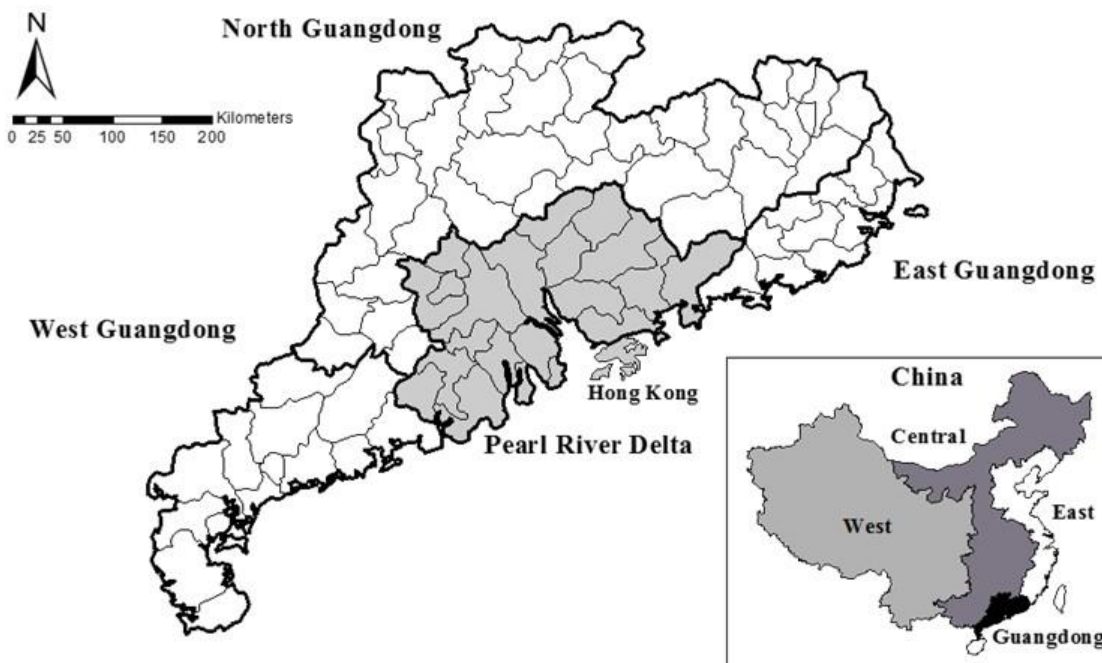 North Guangdong
N
Kilometers
0 25 50 100 150 200
East Guangdong
West Guangdong
Hong Kong
Pearl River Delta
China
Central
East
West
Guangdong